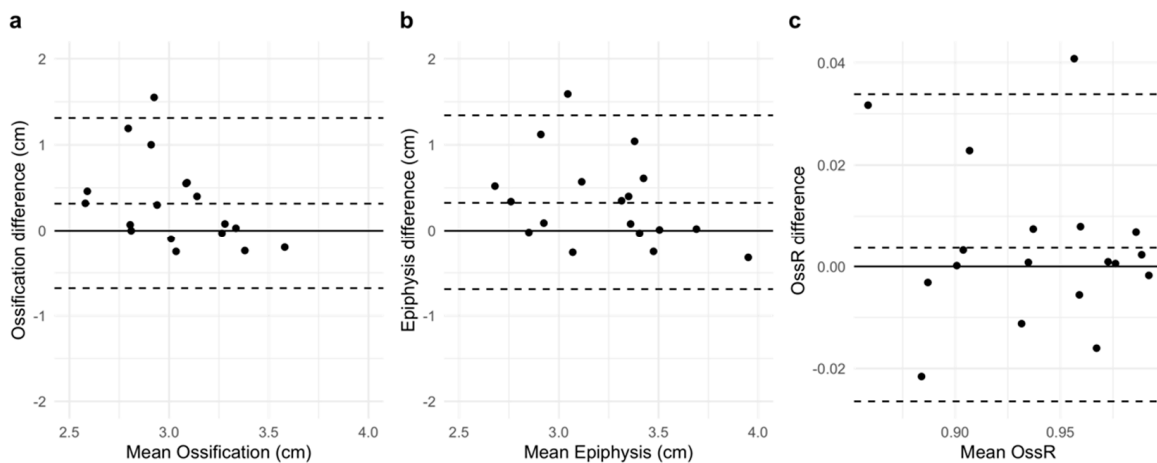 a
Ossification difference (cm)
2
1
0
-1
-2
2.5 3.0 3.5 4.0
Mean Ossification (cm)
b
Epiphysis difference (cm)
2
1
0
-1
-2
2.5 3.0 3.5 4.0
Mean Epiphysis (cm)
c
OssR difference
0.04
0.02
0.00
-0.02
0.90 0.95
Mean OssR